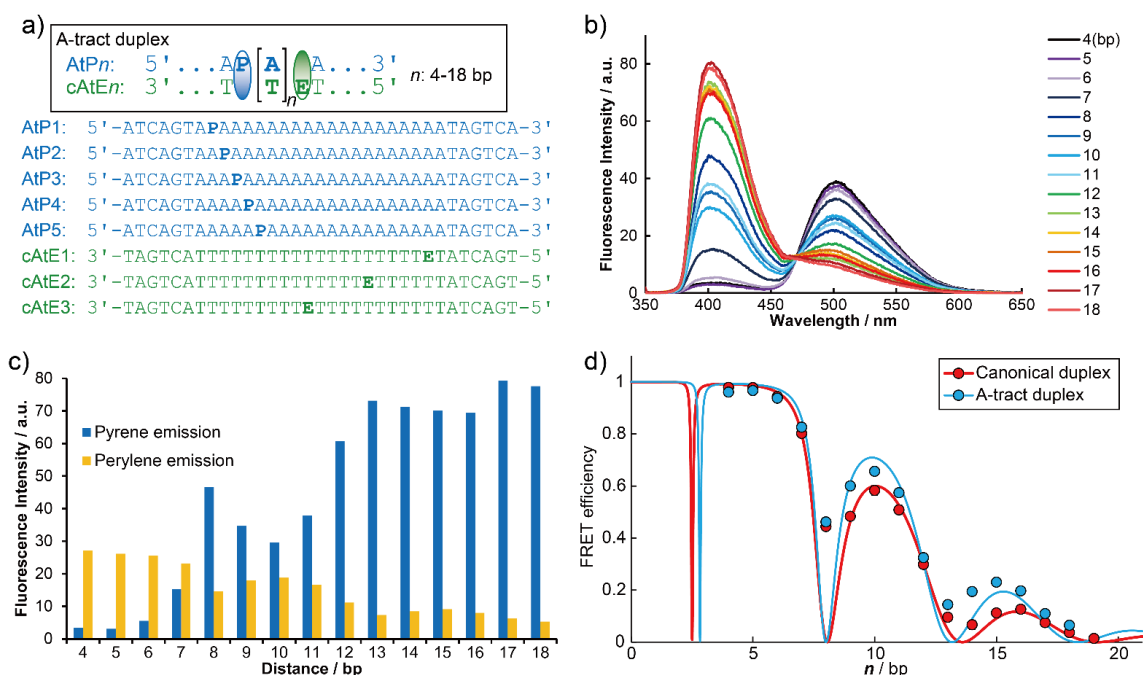 a)
A-tract duplex
AtPn: 5'...AP[A]A...3'
cAtEn: 3'...T[T]nET...5'
n: 4-18 bp
AtP1: 5'-ATCAGTAPAAAAAAAAAAAAAAAAAAATAGTCA-3'
AtP2: 5'-ATCAGTAAPAAAAAAAAAAAAAAAAAATAGTCA-3'
AtP3: 5'-ATCAGTAAAPAAAAAAAAAAAAAAAAATAGTCA-3'
AtP4: 5'-ATCAGTAAAAPAAAAAAAAAAAAAAAATAGTCA-3'
AtP5: 5'-ATCAGTAAAAAPAAAAAAAAAAAAAAATAGTCA-3'
cAtE1: 3'-TAGTCATTTTTTTTTTTTTTTTTTTETATCAGT-5'
cAtE2: 3'-TAGTCATTTTTTTTTTTTTTETTTTTTATCAGT-5'
cAtE3: 3'-TAGTCATTTTTTTTTETTTTTTTTTTTATCAGT-5'
b)
Fluorescence Intensity / a.u.
80
60
40
20
0
350 400 450 500 550 600 650
Wavelength / nm
4(bp)
5
6
7
8
9
10
11
12
13
14
15
16
17
18
c)
Fluorescence Intensity / a.u.
80
70
60
50
40
30
20
10
0
Pyrene emission
Perylene emission
4 5 6 7 8 9 10 11 12 13 14 15 16 17 18
Distance / bp
d)
Canonical duplex
A-tract duplex
FRET efficiency
1
0.8
0.6
0.4
0.2
0
0 5 10 15 20
n / bp